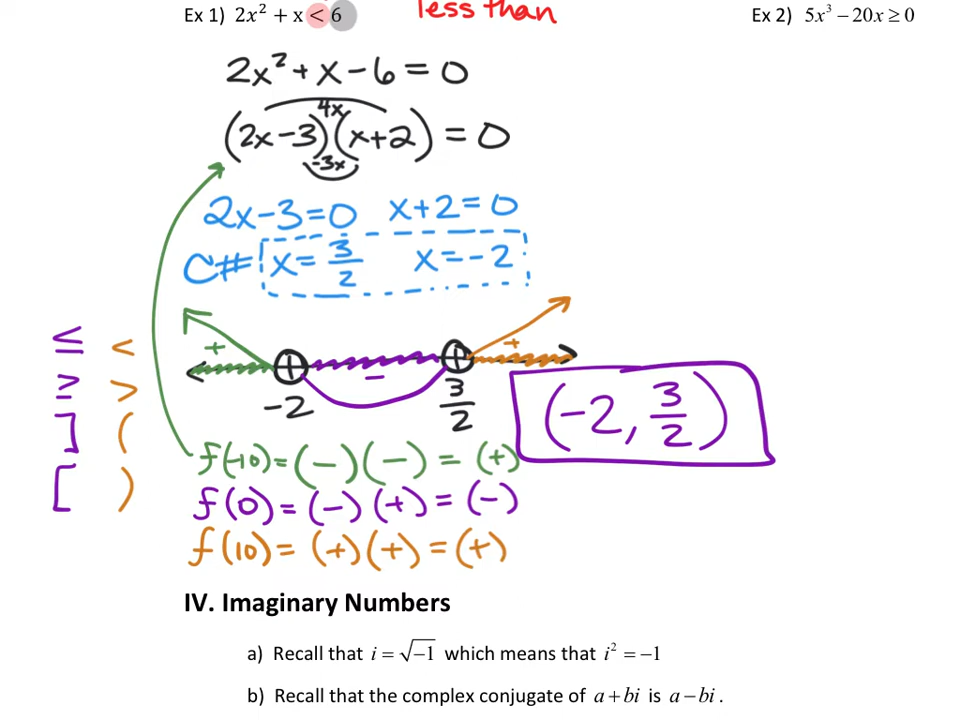 less than
Ex 1) 2x² + x < 6
Ex 2) 5x³ − 20x ≥ 0
2x² + x − 6 = 0
4x
(2x − 3)(x + 2) = 0
−3x
2x − 3 = 0   x + 2 = 0
C#: x = 3/2   x = −2
+ − +
−2   3/2
≤ <
≥ >
] (
[ )
(−2, 3/2)
f(−10) = (−)(−) = (+)
f(0) = (−)(+) = (−)
f(10) = (+)(+) = (+)
IV. Imaginary Numbers
a) Recall that i = √−1 which means that i² = −1
b) Recall that the complex conjugate of a + bi is a − bi .